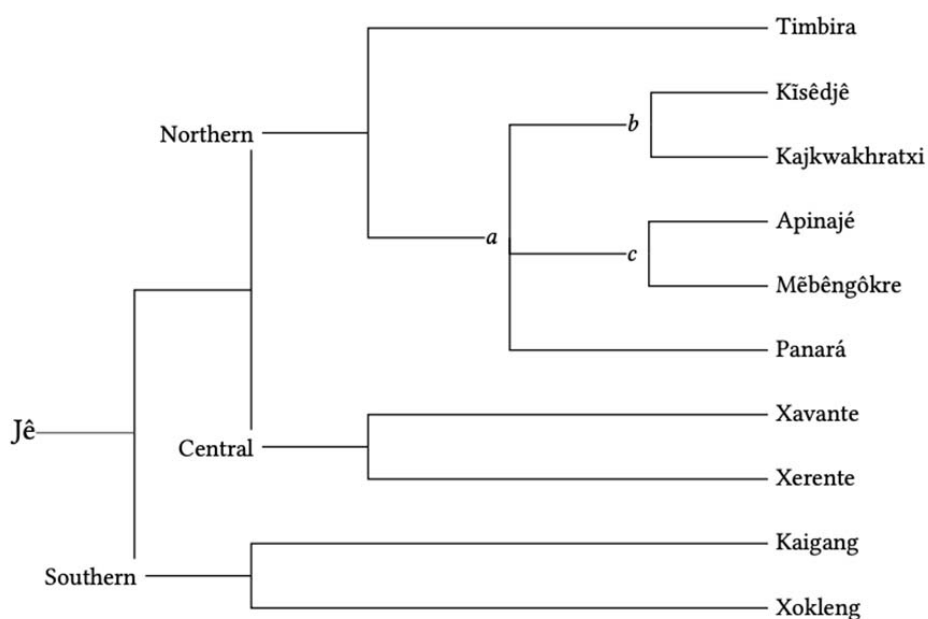 Timbira
Kĩsêdjê
b
Northern
Kajkwakhratxi
Apinajé
a
c
Mẽbêngôkre
Panará
Xavante
Jê
Central
Xerente
Kaigang
Southern
Xokleng